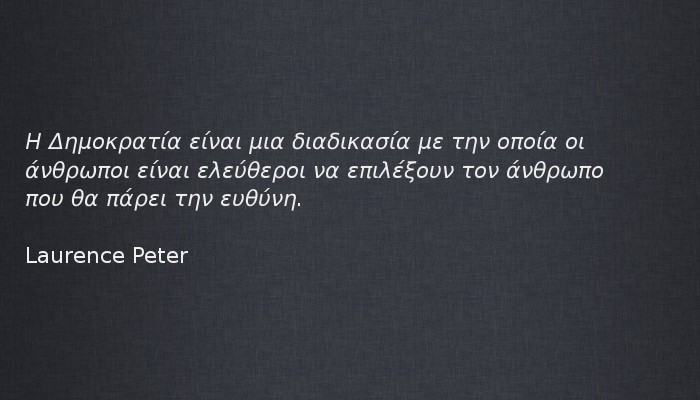 Η Δημοκρατία είναι μια διαδικασία με την οποία οι
άνθρωποι είναι ελεύθεροι να επιλέξουν τον άνθρωπο
που θα πάρει την ευθύνη.
Laurence Peter